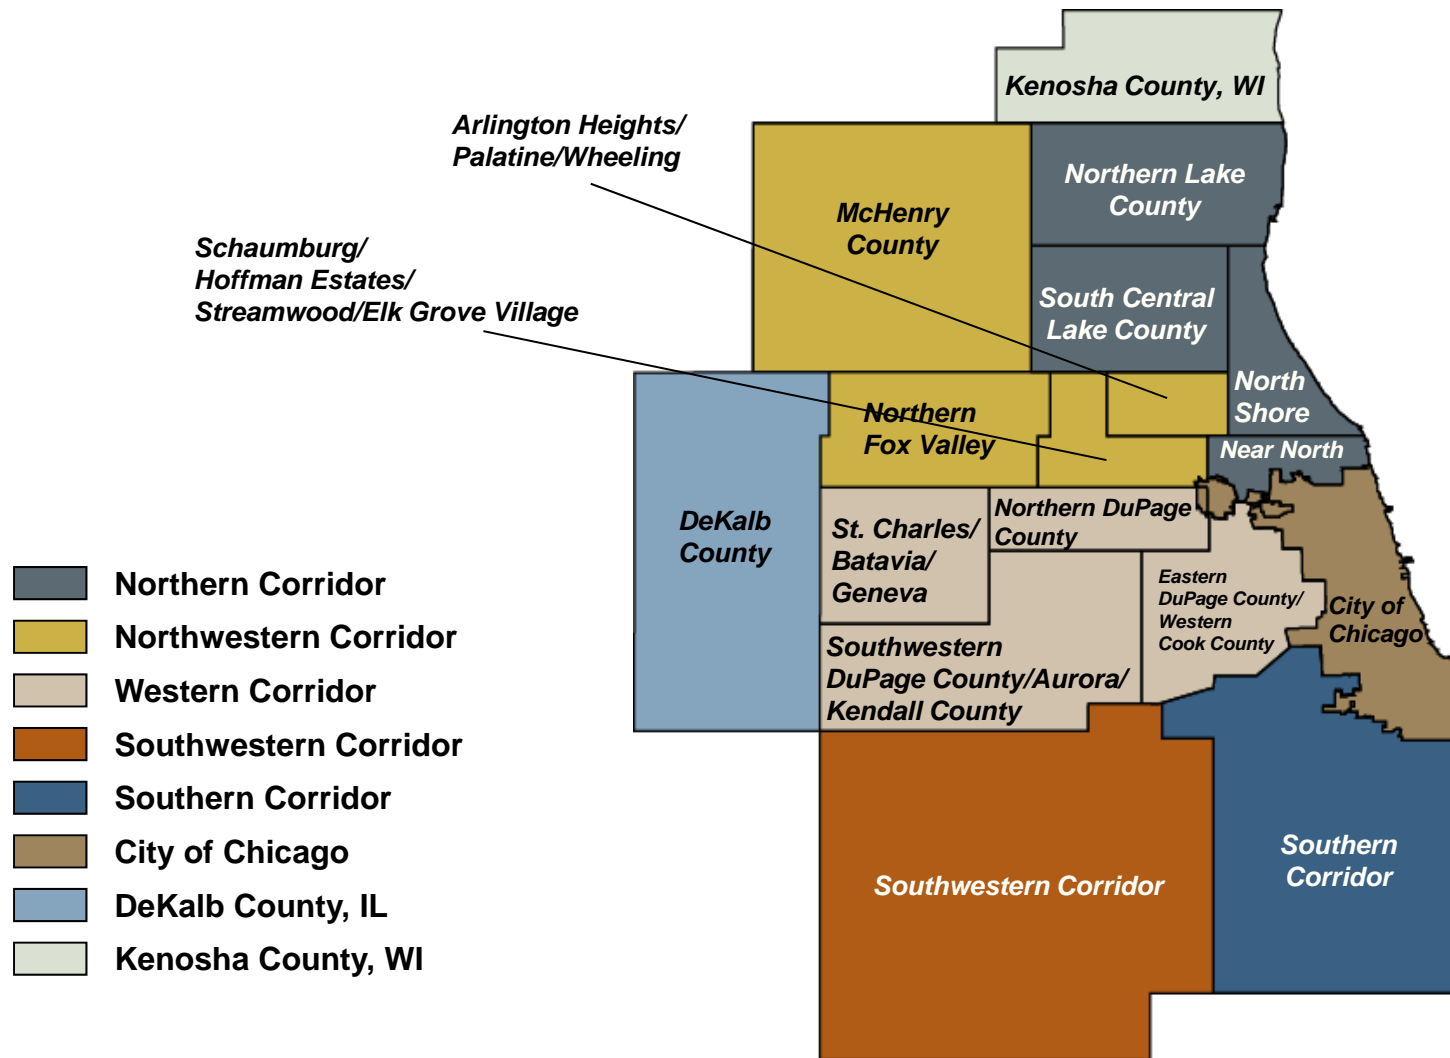 Kenosha County, WI
Arlington Heights/
Palatine/Wheeling
Northern Lake
County
McHenry
County
Schaumburg/
Hoffman Estates/
Streamwood/Elk Grove Village
South Central
Lake County
North
Shore
Northern
Fox Valley
Near North
DeKalb
County
St. Charles/
Batavia/
Geneva
Northern DuPage
County
Eastern
DuPage County/
Western
Cook County
City of
Chicago
Southwestern
DuPage County/Aurora/
Kendall County
Southwestern Corridor
Southern
Corridor
Northern Corridor
Northwestern Corridor
Western Corridor
Southwestern Corridor
Southern Corridor
City of Chicago
DeKalb County, IL
Kenosha County, WI